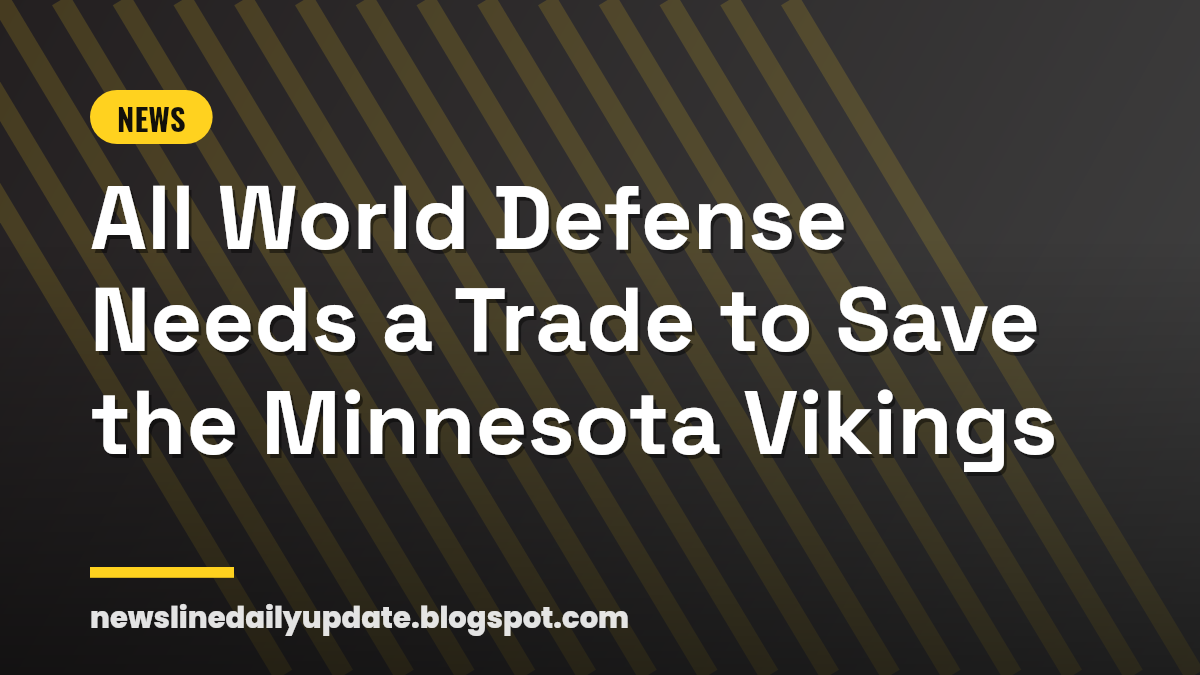 NEWS
All World Defense
Needs a Trade to Save
the Minnesota Vikings
newslinedailyupdate.blogspot.com